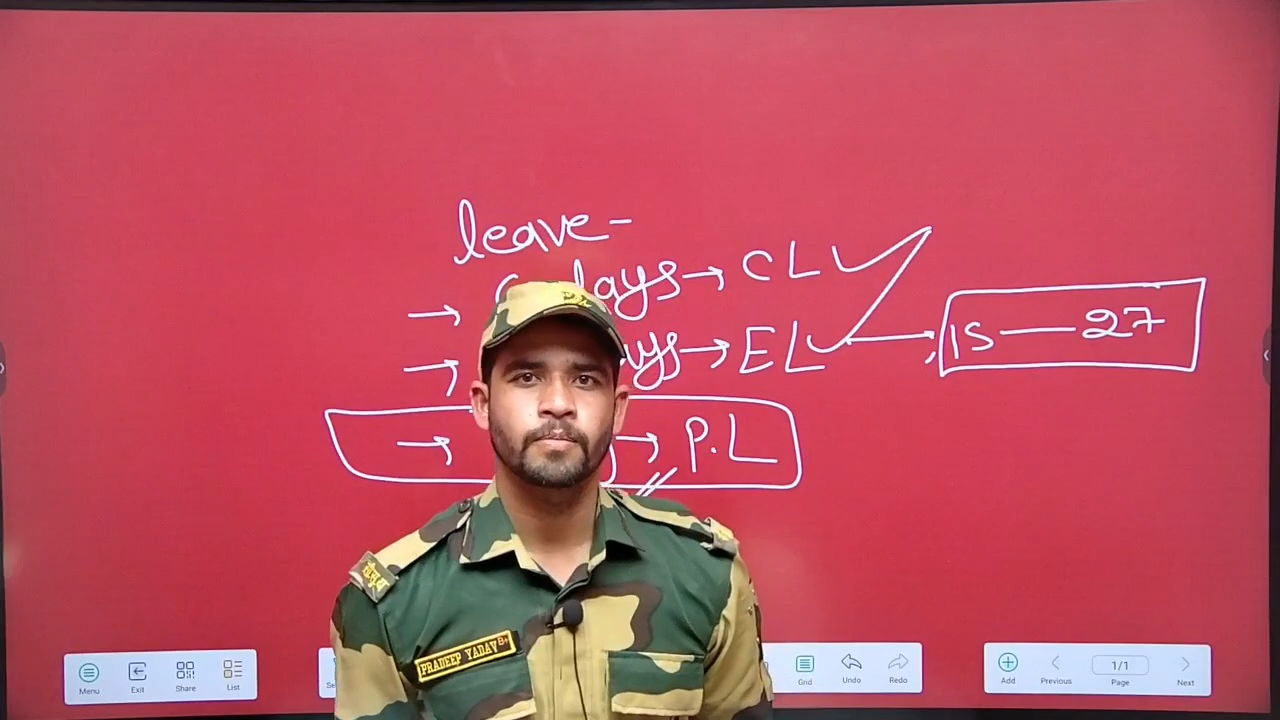 leave-
→ days → CL
→ → EL → 15 — 27
→ → P.L
सीसुब
PRADEEP YADAV B+
Menu Exit Share List Grid Undo Redo Add Previous 1/1 Page Next